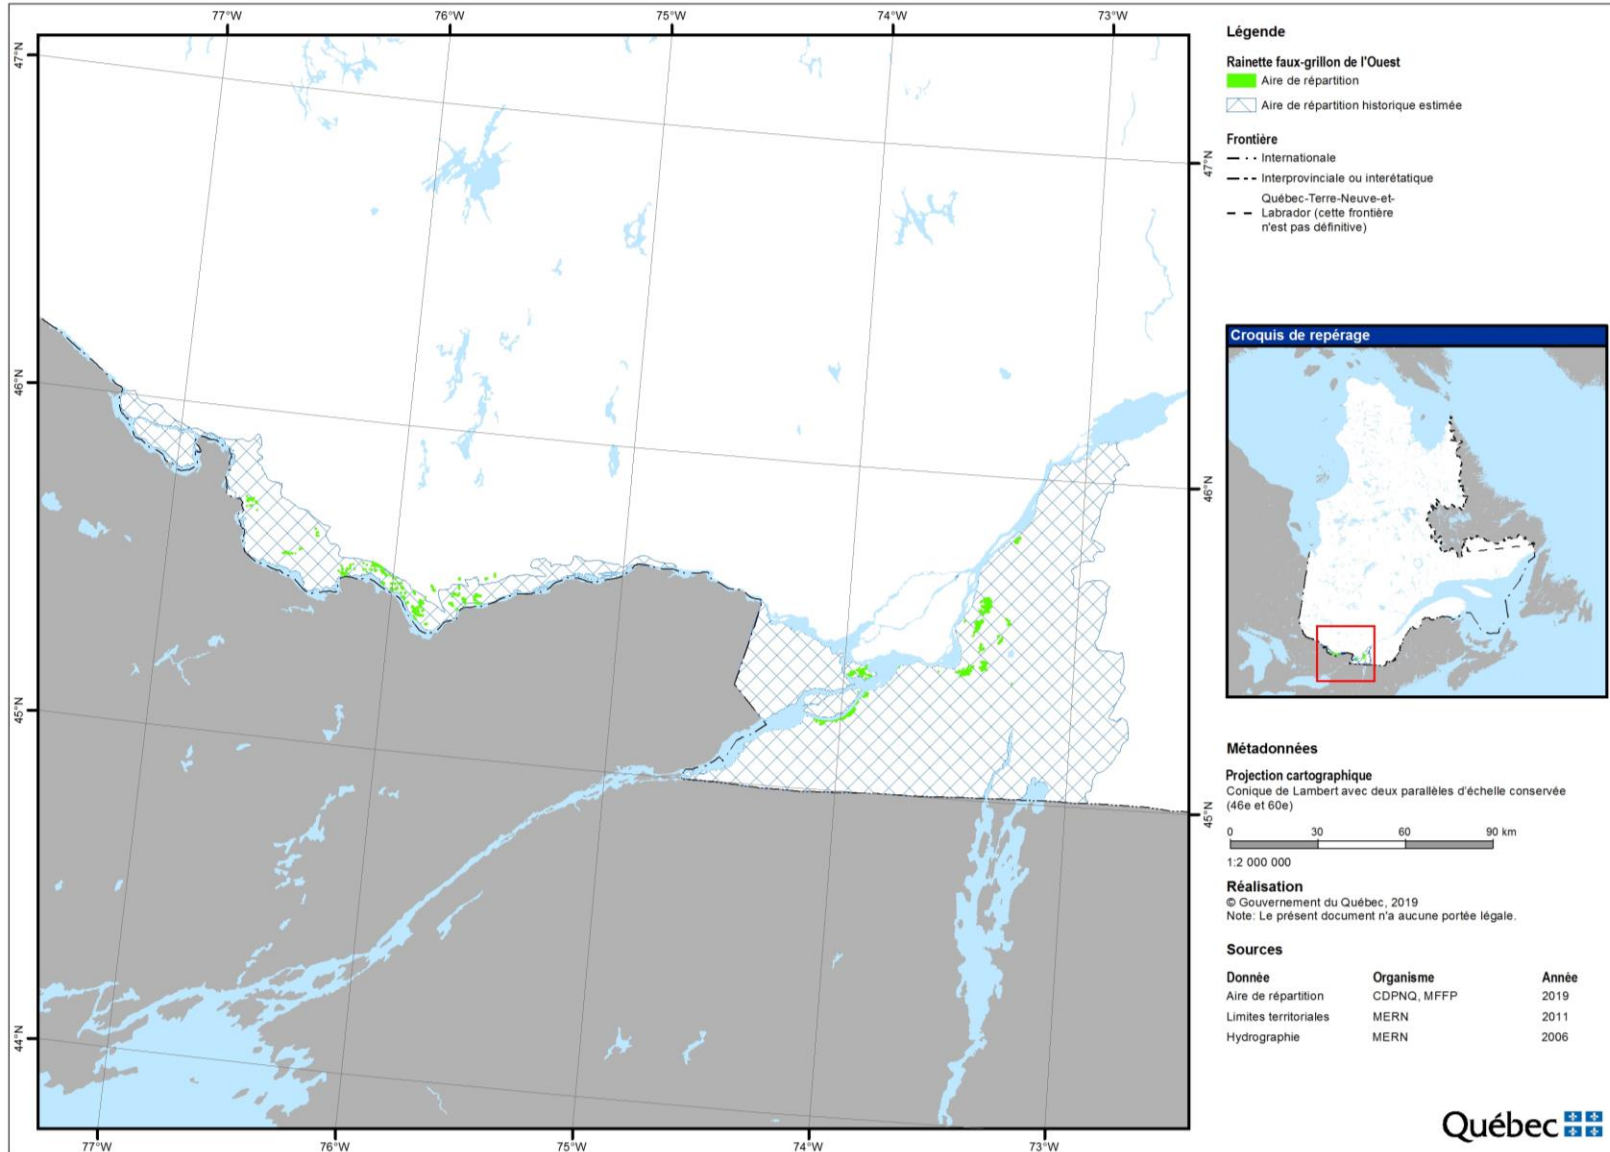 77°W 76°W 75°W 74°W 73°W
47°N
46°N
45°N
44°N
47°N
46°N
45°N
77°W 76°W 75°W 74°W 73°W
Légende
Rainette faux-grillon de l'Ouest
Aire de répartition
Aire de répartition historique estimée
Frontière
Internationale
Interprovinciale ou interétatique
Québec-Terre-Neuve-et-
Labrador (cette frontière
n'est pas définitive)
Croquis de repérage
Métadonnées
Projection cartographique
Conique de Lambert avec deux parallèles d'échelle conservée
(46e et 60e)
0 30 60 90 km
1:2 000 000
Réalisation
© Gouvernement du Québec, 2019
Note: Le présent document n'a aucune portée légale.
Sources
Donnée Organisme Année
Aire de répartition CDPNQ, MFFP 2019
Limites territoriales MERN 2011
Hydrographie MERN 2006
Québec